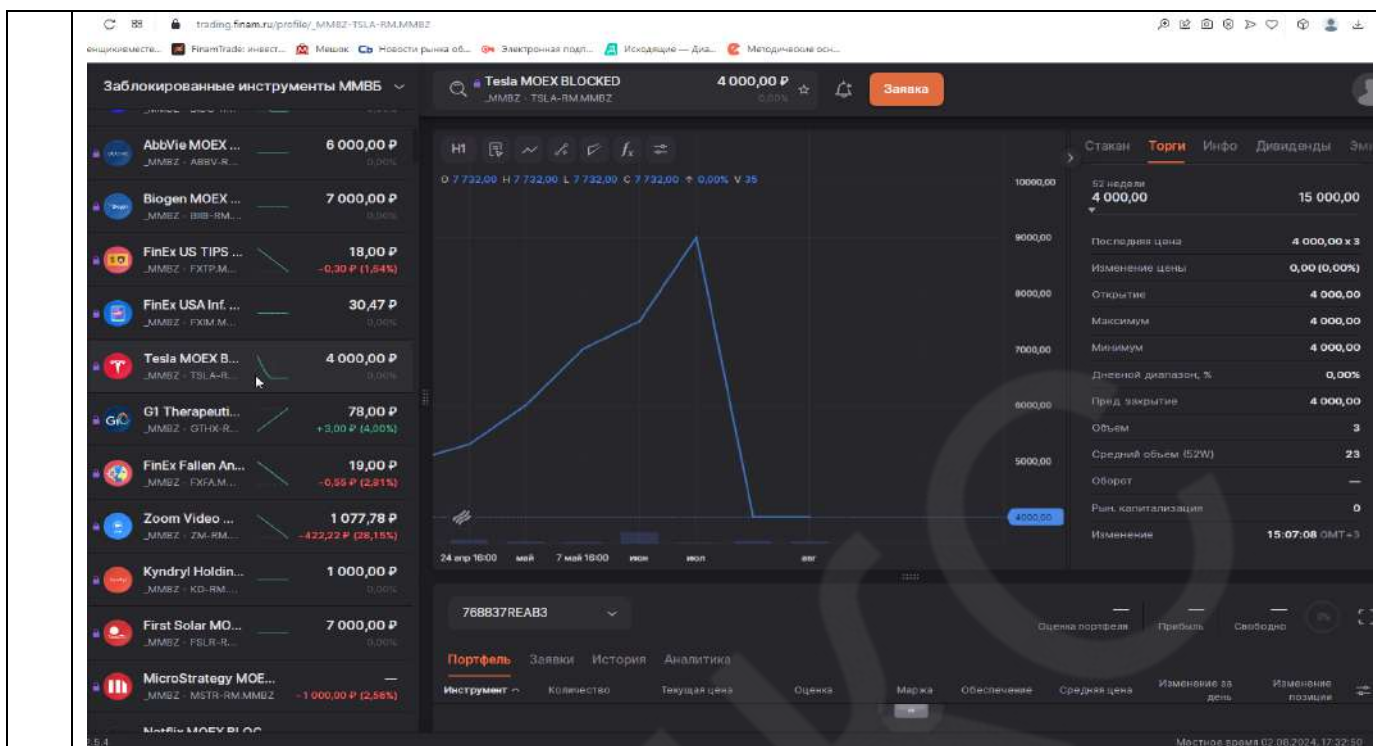 trading.finam.ru/profile/_MMBZ-TSLA-RM.MMBZ
FinamTrade: инвест... Мешок Новости рынка об... Электронная подп... Исходящие — Диа... Методические осн...
Заблокированные инструменты ММВБ
Tesla MOEX BLOCKED 4 000,00 ₽
_MMBZ · TSLA-RM.MMBZ 0,00%
Заявка
AbbVie MOEX ... 6 000,00 ₽
_MMBZ · ABBV-R... 0,00%
Biogen MOEX ... 7 000,00 ₽
_MMBZ · BIIB-RM... 0,00%
FinEx US TIPS ... 18,00 ₽
_MMBZ · FXTP.M... -0,30 ₽ (1,64%)
FinEx USA Inf. ... 30,47 ₽
_MMBZ · FXIM.M... 0,00%
Tesla MOEX B... 4 000,00 ₽
_MMBZ · TSLA-R... 0,00%
G1 Therapeuti... 78,00 ₽
_MMBZ · GTHX-R... +3,00 ₽ (4,00%)
FinEx Fallen An... 19,00 ₽
_MMBZ · FXFA.M... -0,55 ₽ (2,81%)
Zoom Video ... 1 077,78 ₽
_MMBZ · ZM-RM... -422,22 ₽ (28,15%)
Kyndryl Holdin... 1 000,00 ₽
_MMBZ · KD-RM.... 0,00%
First Solar MO... 7 000,00 ₽
_MMBZ · FSLR-R... 0,00%
MicroStrategy MOE... —
_MMBZ · MSTR-RM.MMBZ -1 000,00 ₽ (2,56%)
Netflix MOEX BLOC
H1
O 7 732,00 H 7 732,00 L 7 732,00 C 7 732,00 0,00% V 35
10000,00
9000,00
8000,00
7000,00
6000,00
5000,00
4000,00
24 апр 16:00 май 7 май 16:00 июн июл авг
Стакан Торги Инфо Дивиденды Эми
52 недели
4 000,00 15 000,00
Последняя цена 4 000,00 x 3
Изменение цены 0,00 (0,00%)
Открытие 4 000,00
Максимум 4 000,00
Минимум 4 000,00
Дневной диапазон, % 0,00%
Пред. закрытие 4 000,00
Объем 3
Средний объем (52W) 23
Оборот —
Рын. капитализация 0
Изменение 15:07:08 GMT+3
768837REAB3
Оценка портфеля Прибыль Свободно
Портфель Заявки История Аналитика
Инструмент Количество Текущая цена Оценка Маржа Обеспечение Средняя цена Изменение за день Изменение позиции
Местное время 02.08.2024, 17:32:50